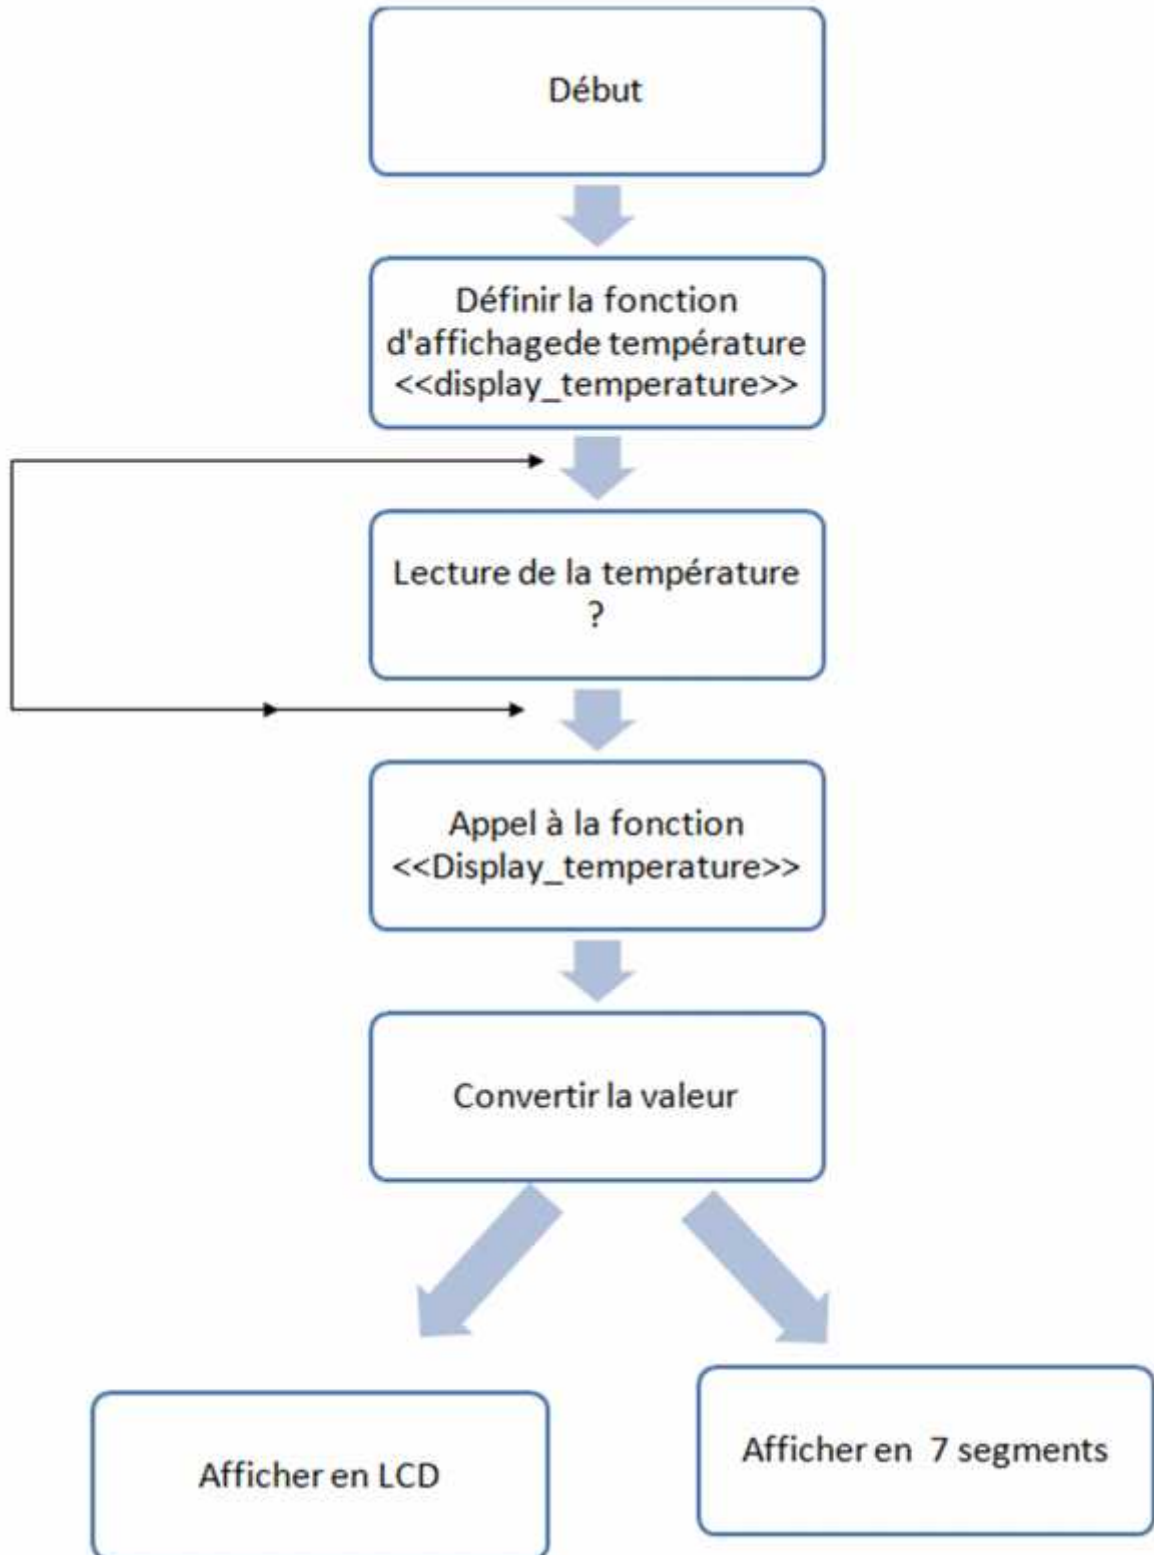 Début
Définir la fonction
d'affichagede température
<<display_temperature>>
Lecture de la température
?
Appel à la fonction
<<Display_temperature>>
Convertir la valeur
Afficher en LCD
Afficher en 7 segments